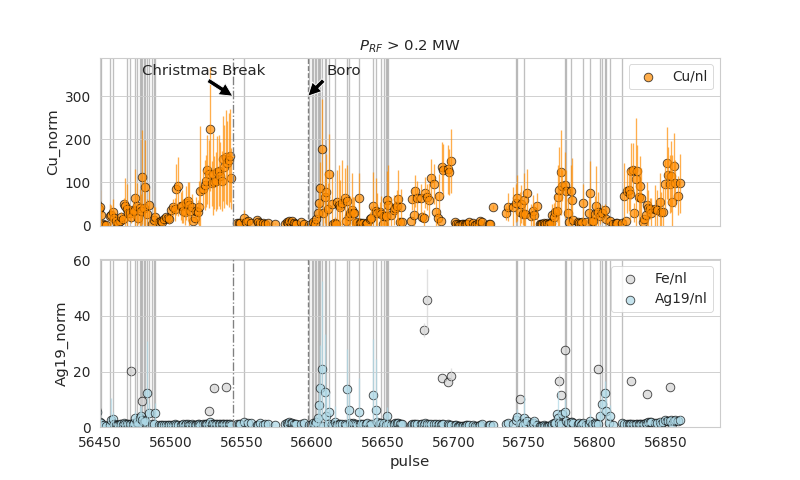 P_RF > 0.2 MW
Christmas Break
Boro
Cu/nl
Cu_norm
300
200
100
0
Fe/nl
Ag19/nl
Ag19_norm
60
40
20
0
56450 56500 56550 56600 56650 56700 56750 56800 56850
pulse